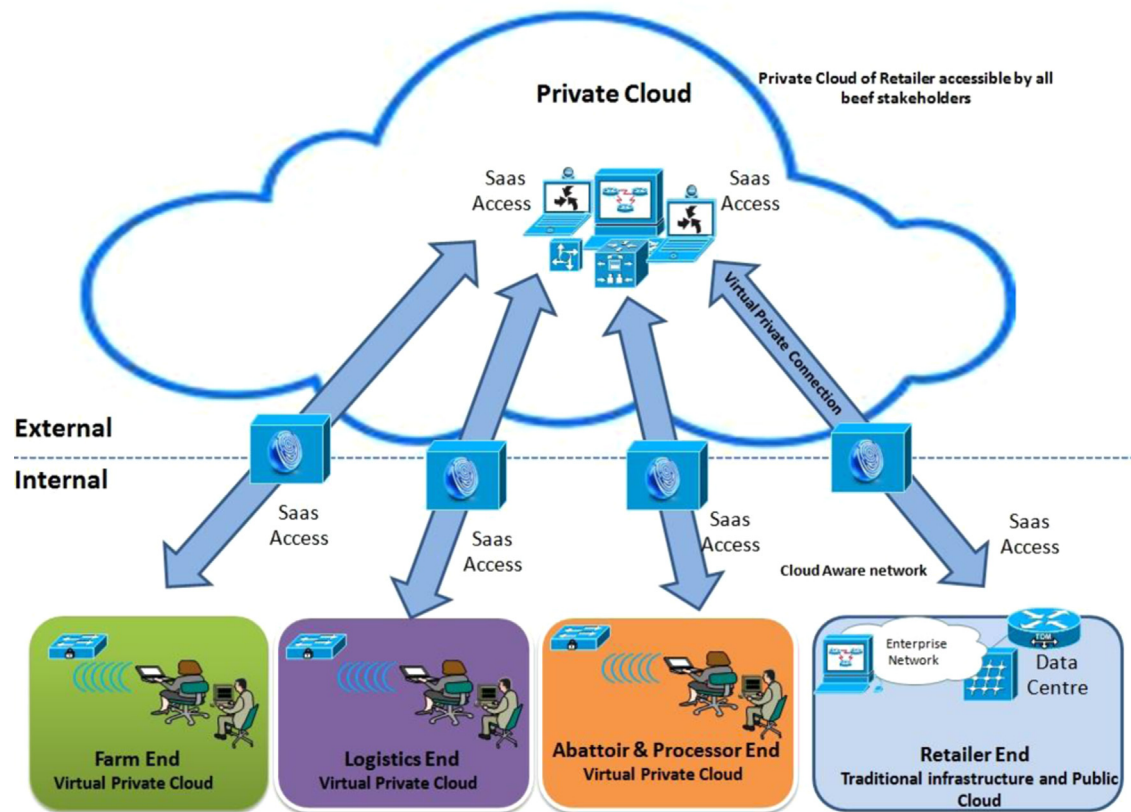 Private Cloud of Retailer accessible by all
beef stakeholders
Private Cloud
Saas
Access
Saas
Access
Virtual Private Connection
External
Internal
Saas
Access
Saas
Access
Saas
Access
Saas
Access
Cloud Aware network
Farm End
Virtual Private Cloud
Logistics End
Virtual Private Cloud
Abattoir & Processor End
Virtual Private Cloud
Enterprise
Network
TDM
Data
Centre
Retailer End
Traditional infrastructure and Public
Cloud